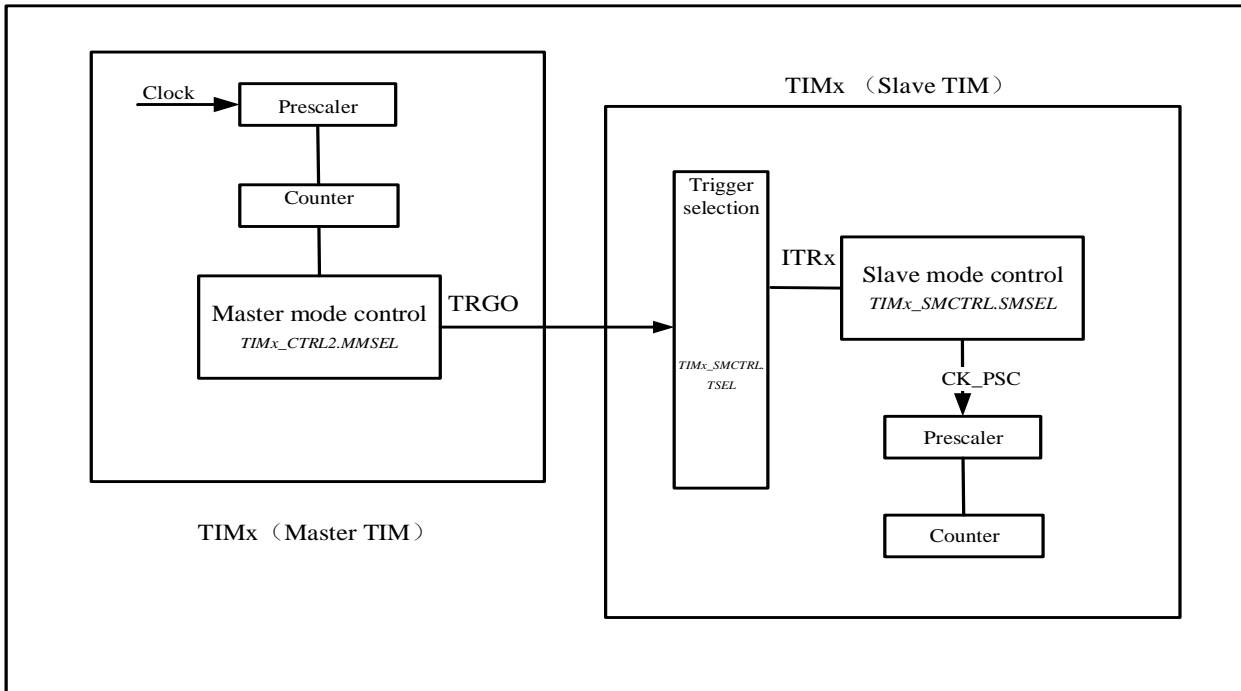 Clock
Prescaler
Counter
Master mode control
TIMx_CTRL2.MMSEL
TRGO
TIMx （Master TIM）
TIMx （Slave TIM）
Trigger
selection
TIMx_SMCTRL.
TSEL
ITRx
Slave mode control
TIMx_SMCTRL.SMSEL
CK_PSC
Prescaler
Counter